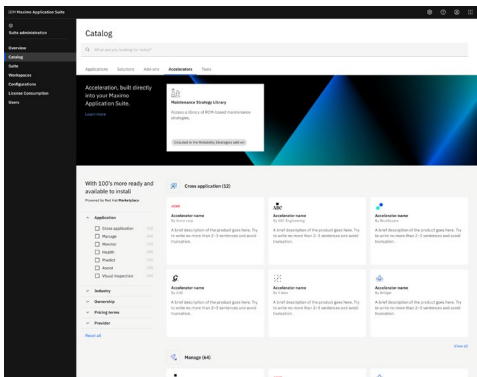 IBM Maximo Application Suite
Suite administration
Overview
Catalog
Suite
Workspaces
Configurations
License Consumption
Users
Catalog
What are you looking for today?
Applications
Solutions
Add-ons
Accelerators
Tools
Acceleration, built directly
into your Maximo
Application Suite.
Learn more
Maintenance Strategy Library
Access a library of RCM-based maintenance
strategies.
Included in the Reliability Strategies add-on
With 100's more ready and
available to install
Powered by Red Hat Marketplace
Application
Cross application
Manage
Monitor
Health
Predict
Assist
Visual Inspection
Industry
Ownership
Pricing terms
Provider
Reset all
Cross application (12)
ACME
Accelerator name
By Acme corp
A brief description of the product goes here. Try
to write no more than 2-3 sentences and avoid
truncation.
ABC
Accelerator name
By ABC Engineering
A brief description of the product goes here. Try
to write no more than 2-3 sentences and avoid
truncation.
Accelerator name
A brief description of the product goes here. Try
to write no more than 2-3 sentences and avoid
truncation.
Accelerator name
A brief description of the product goes here. Try
to write no more than 2-3 sentences and avoid
truncation.
Accelerator name
A brief description of the product goes here. Try
to write no more than 2-3 sentences and avoid
truncation.
Accelerator name
A brief description of the product goes here. Try
to write no more than 2-3 sentences and avoid
truncation.
View all
Manage (64)